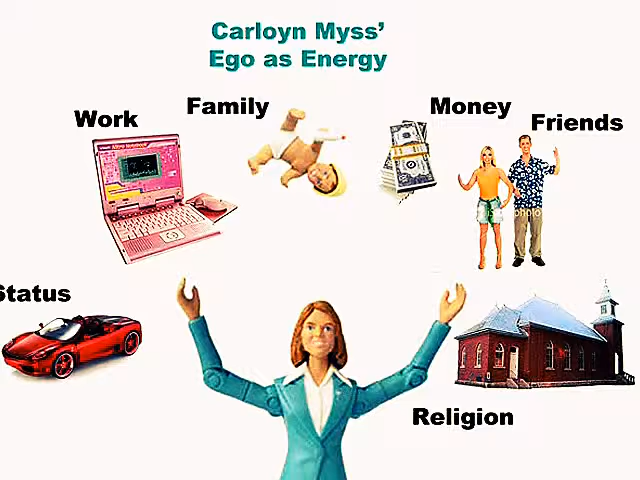 Carloyn Myss’
Ego as Energy
Work
Family
Money
Friends
Status
Religion